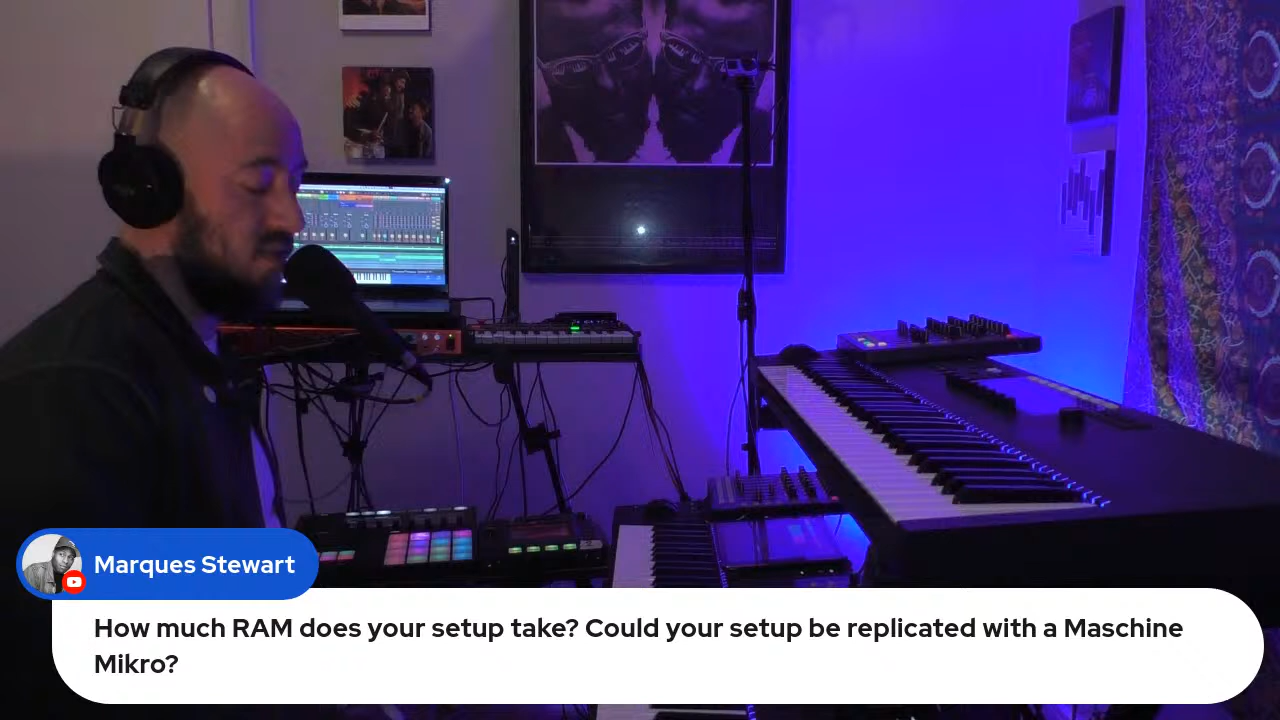 Marques Stewart
How much RAM does your setup take? Could your setup be replicated with a Maschine
Mikro?